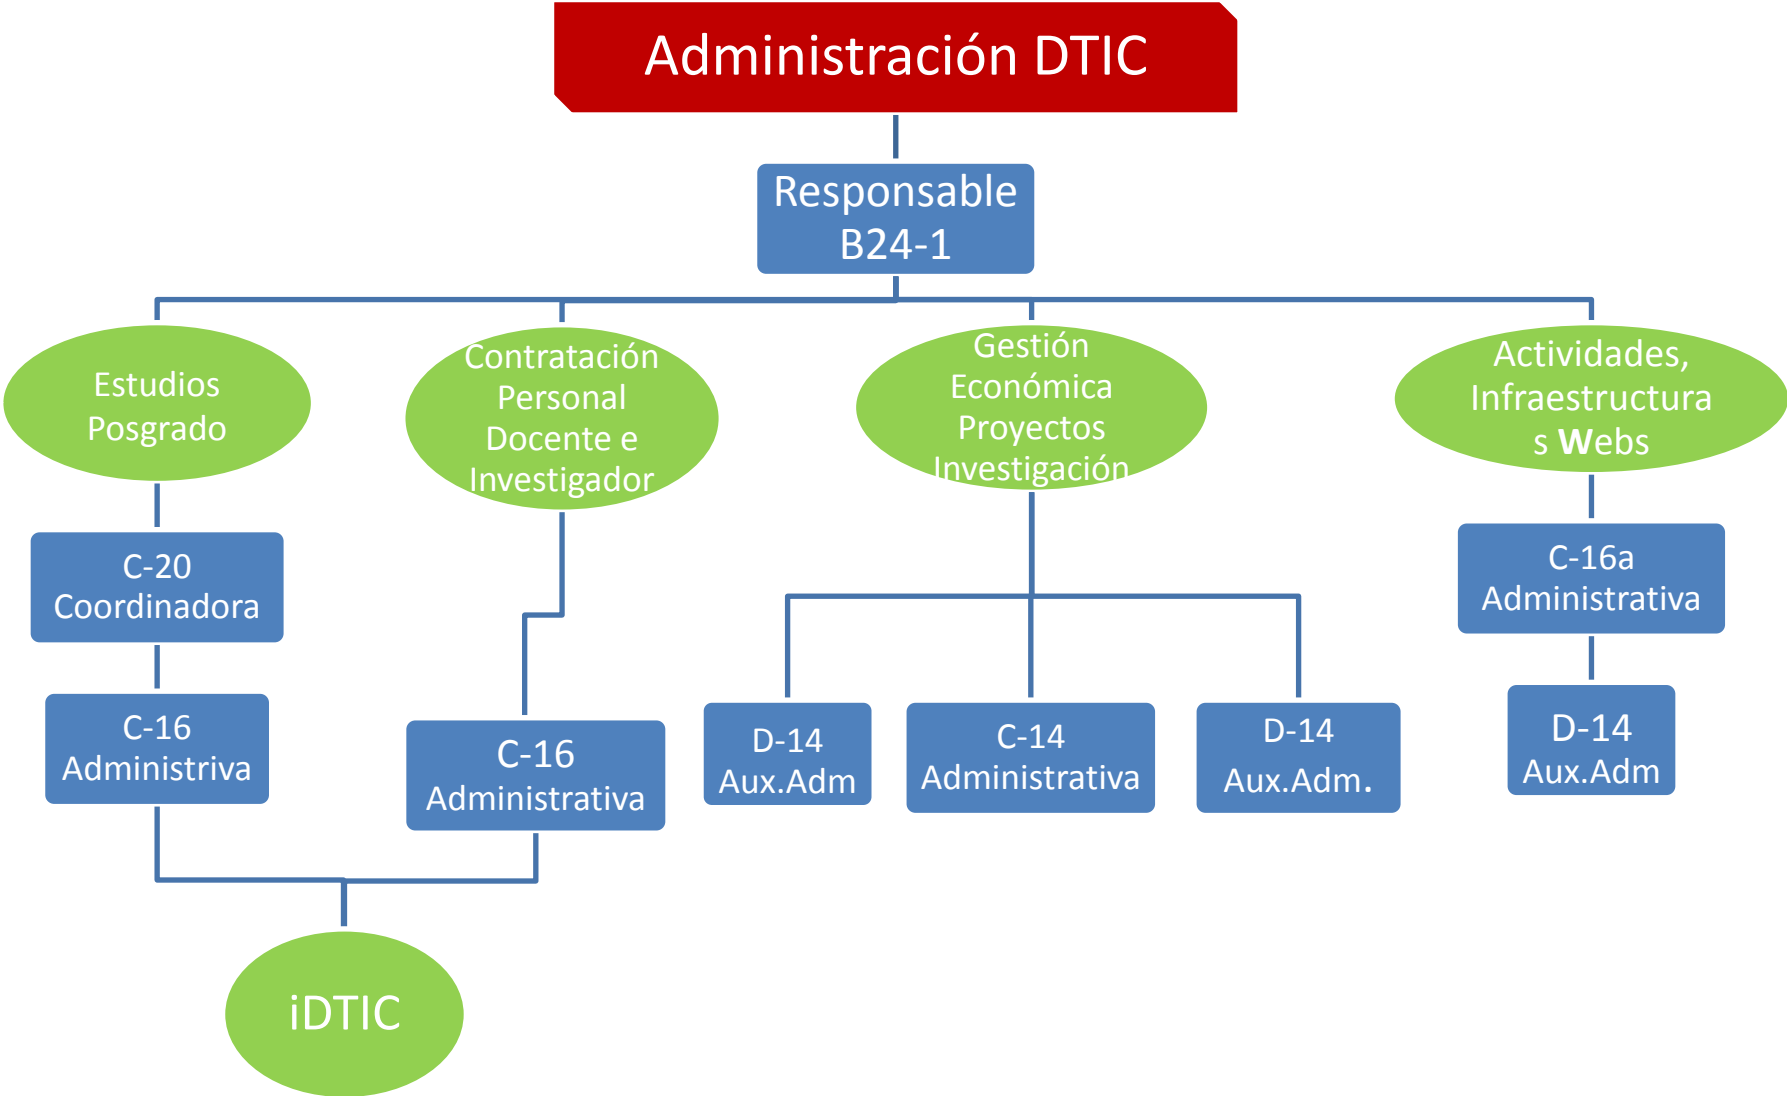 Administración DTIC
Responsable
B24-1
Estudios
Posgrado
Contratación
Personal
Docente e
Investigador
Gestión
Económica
Proyectos
Investigación
Actividades,
Infraestructura
s Webs
C-20
Coordinadora
C-16a
Administrativa
C-16
Administriva
C-16
Administrativa
D-14
Aux.Adm
C-14
Administrativa
D-14
Aux.Adm.
D-14
Aux.Adm
iDTIC